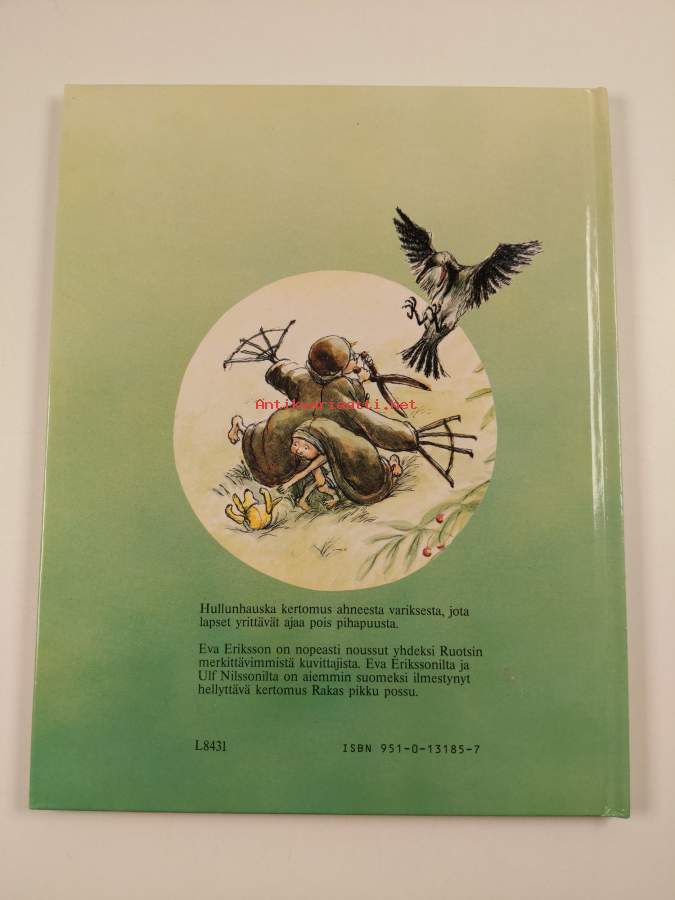 Antikvariaatti.net
Hullunhauska kertomus ahneesta variksesta, jota
lapset yrittävät ajaa pois pihapuusta.
Eva Eriksson on nopeasti noussut yhdeksi Ruotsin
merkittävimmistä kuvittajista. Eva Erikssonilta ja
Ulf Nilssonilta on aiemmin suomeksi ilmestynyt
hellyttävä kertomus Rakas pikku possu.
L8431 ISBN 951-0-13185-7